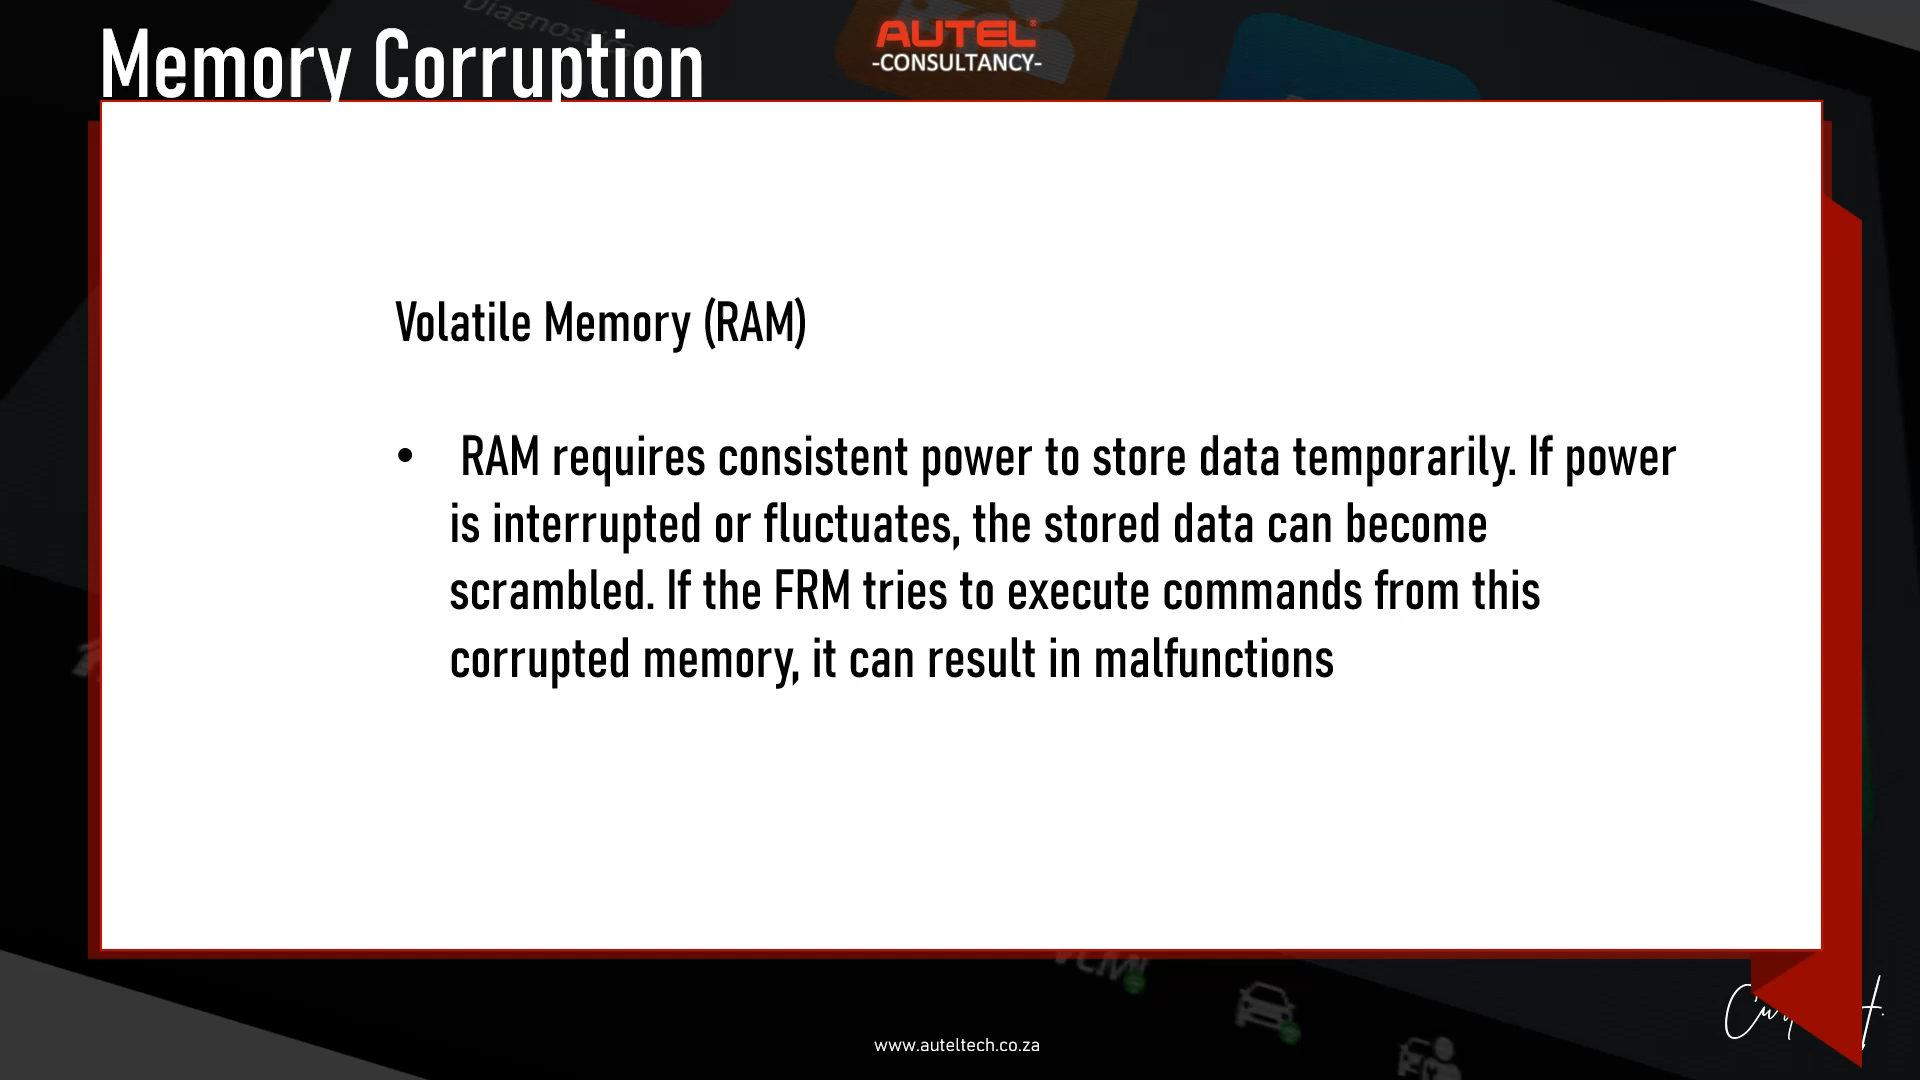 Diagnostics
Memory Corruption
AUTEL®
-CONSULTANCY-
Volatile Memory (RAM)
• RAM requires consistent power to store data temporarily. If power
is interrupted or fluctuates, the stored data can become
scrambled. If the FRM tries to execute commands from this
corrupted memory, it can result in malfunctions
www.auteltech.co.za